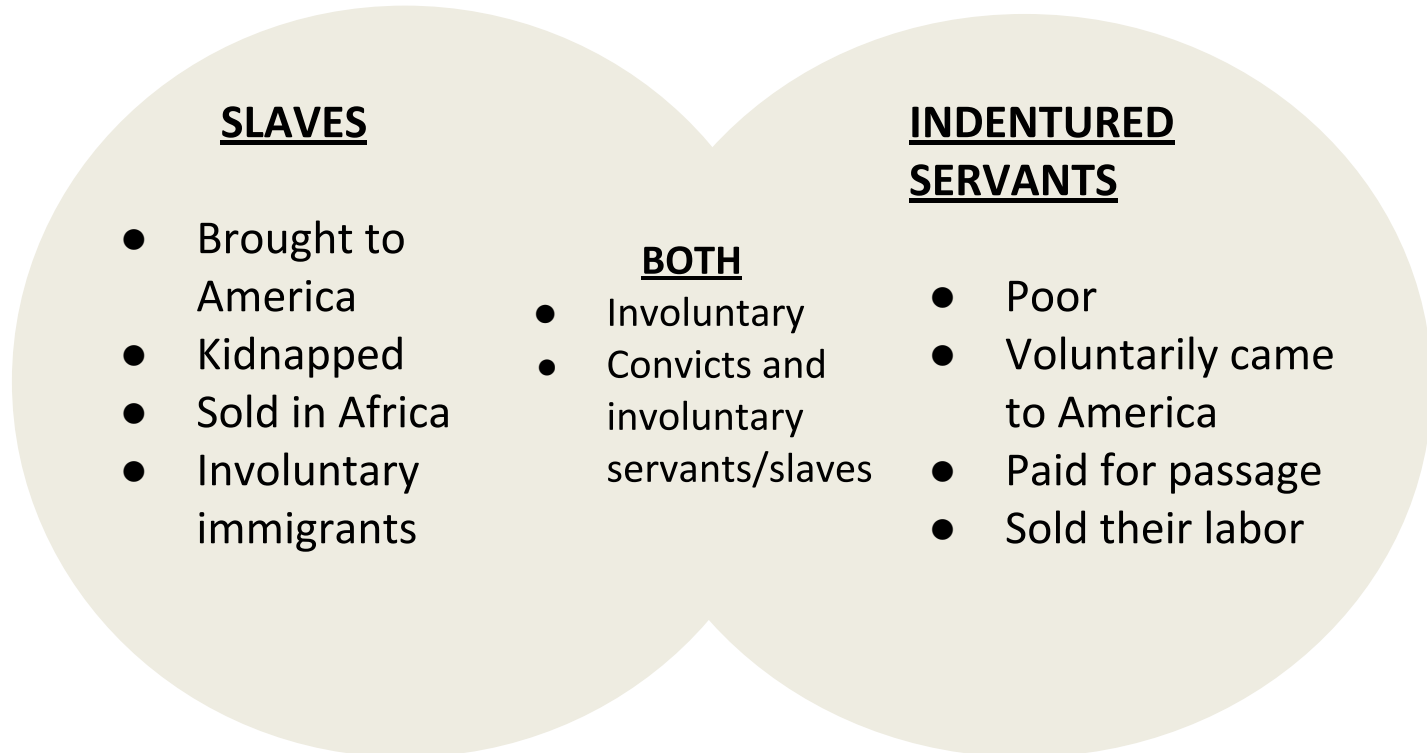 SLAVES
● Brought to
America
● Kidnapped
● Sold in Africa
● Involuntary
immigrants
BOTH
● Involuntary
● Convicts and
involuntary
servants/slaves
INDENTURED
SERVANTS
● Poor
● Voluntarily came
to America
● Paid for passage
● Sold their labor